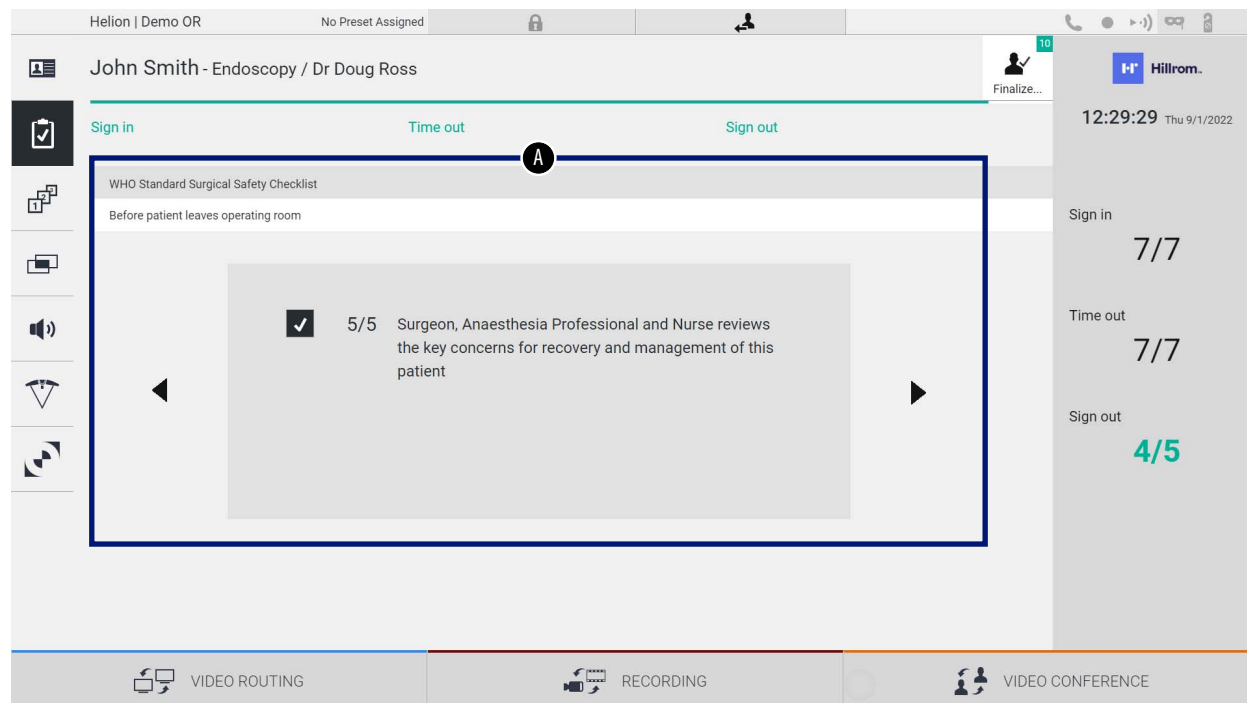 Helion | Demo OR
No Preset Assigned
John Smith - Endoscopy / Dr Doug Ross
10
Finalize...
Hillrom
12:29:29 Thu 9/1/2022
Sign in
Time out
Sign out
A
WHO Standard Surgical Safety Checklist
Before patient leaves operating room
5/5 Surgeon, Anaesthesia Professional and Nurse reviews
the key concerns for recovery and management of this
patient
Sign in
7/7
Time out
7/7
Sign out
4/5
1 2 3
VIDEO ROUTING
RECORDING
VIDEO CONFERENCE